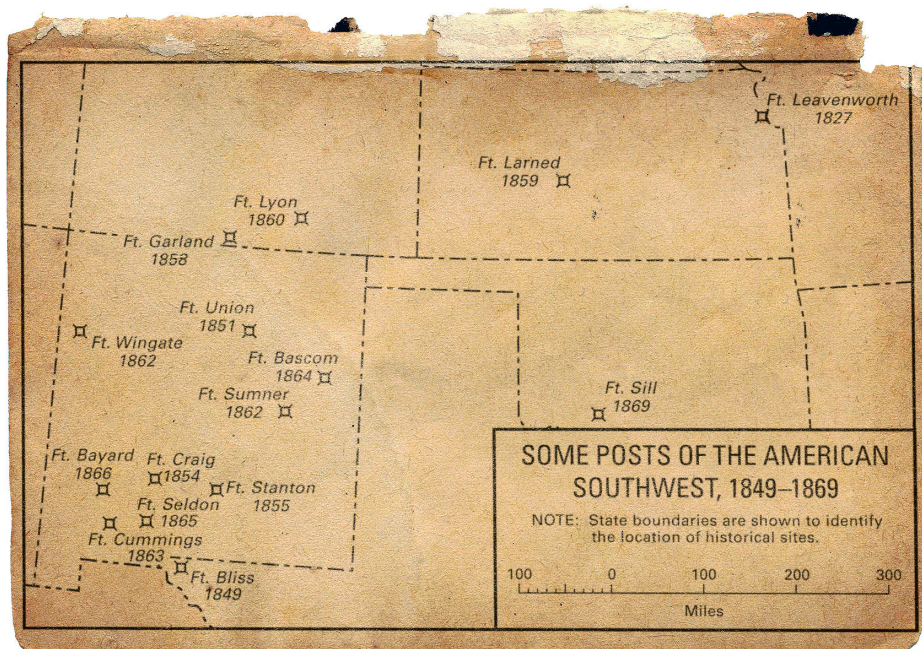 Ft. Leavenworth
1827
Ft. Larned
1859
Ft. Lyon
1860
Ft. Garland
1858
Ft. Union
1851
Ft. Wingate
1862
Ft. Bascom
1864
Ft. Sumner
1862
Ft. Sill
1869
Ft. Bayard
1866
Ft. Craig
1854
Ft. Stanton
1855
Ft. Seldon
1865
Ft. Cummings
1863
Ft. Bliss
1849
SOME POSTS OF THE AMERICAN
SOUTHWEST, 1849–1869
NOTE: State boundaries are shown to identify
the location of historical sites.
100 0 100 200 300
Miles